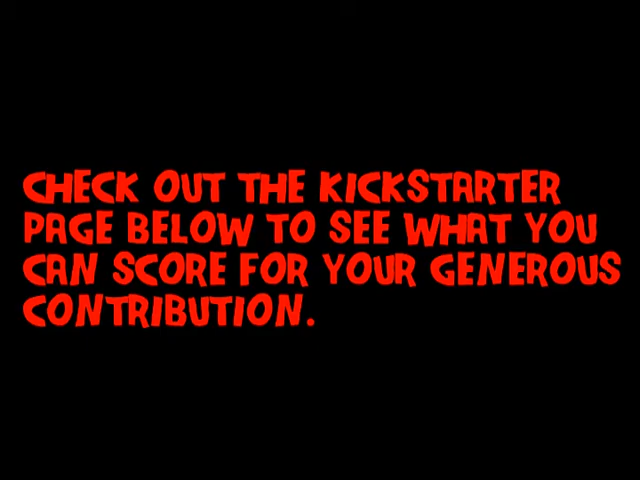 CHECK OUT THE KICKSTARTER
PAGE BELOW TO SEE WHAT YOU
CAN SCORE FOR YOUR GENEROUS
CONTRIBUTION.